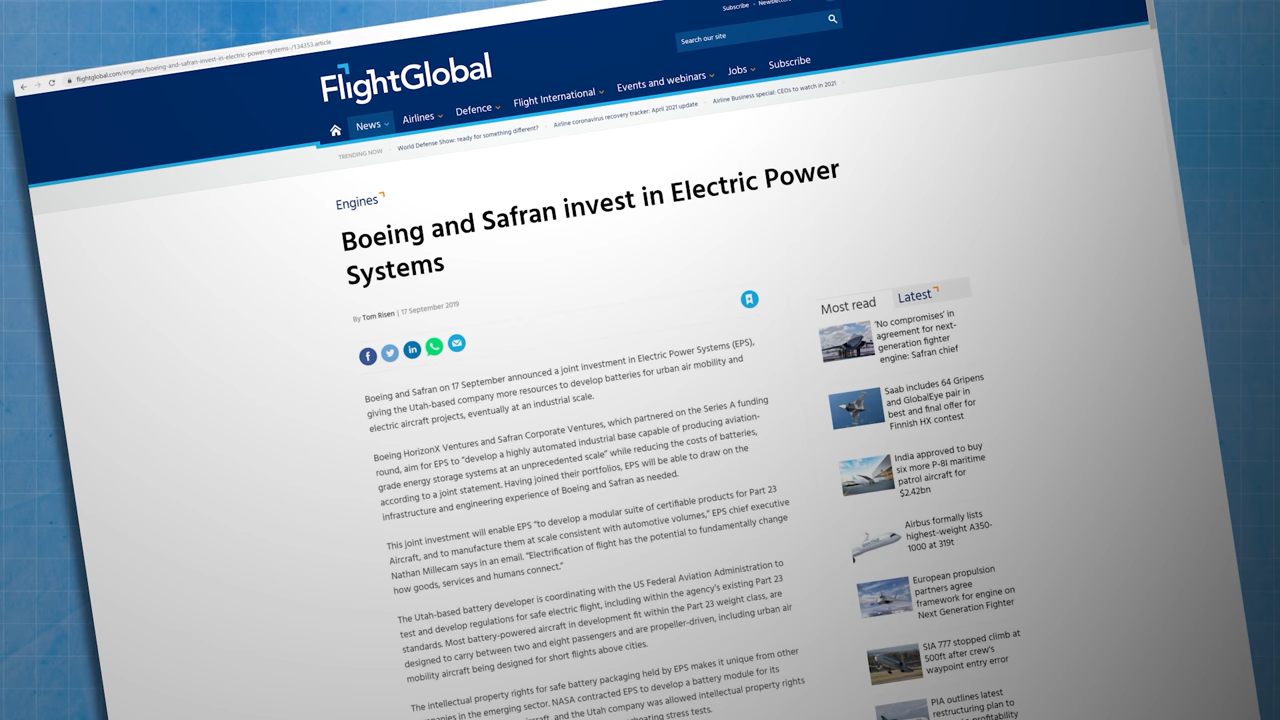 flightglobal.com/engines/boeing-and-safran-invest-in-electric-power-systems-/134353.article
Subscribe
FlightGlobal
Search our site
News
Airlines
Defence
Flight International
Events and webinars
Jobs
Subscribe
TRENDING NOW
World Defense Show: ready for something different?
Airline coronavirus recovery tracker: April 2021 update
Airline Business special: CEOs to watch in 2021
Engines
Boeing and Safran invest in Electric Power
Systems
By Tom Risen | 17 September 2019
Boeing and Safran on 17 September announced a joint investment in Electric Power Systems (EPS),
giving the Utah-based company more resources to develop batteries for urban air mobility and
electric aircraft projects, eventually at an industrial scale.
Boeing HorizonX Ventures and Safran Corporate Ventures, which partnered on the Series A funding
round, aim for EPS to "develop a highly automated industrial base capable of producing aviation-
grade energy storage systems at an unprecedented scale" while reducing the costs of batteries,
according to a joint statement. Having joined their portfolios, EPS will be able to draw on the
infrastructure and engineering experience of Boeing and Safran as needed.
This joint investment will enable EPS "to develop a modular suite of certifiable products for Part 23
Aircraft, and to manufacture them at scale consistent with automotive volumes," EPS chief executive
Nathan Millecam says in an email. "Electrification of flight has the potential to fundamentally change
how goods, services and humans connect."
The Utah-based battery developer is coordinating with the US Federal Aviation Administration to
test and develop regulations for safe electric flight, including within the agency's existing Part 23
standards. Most battery-powered aircraft in development fit within the Part 23 weight class, are
designed to carry between two and eight passengers and are propeller-driven, including urban air
mobility aircraft being designed for short flights above cities.
The intellectual property rights for safe battery packaging held by EPS makes it unique from other
in the emerging sector. NASA contracted EPS to develop a battery module for its
and the Utah company was allowed intellectual property rights
stress tests.
Most read
Latest
'No compromises' in
agreement for next-
generation fighter
engine: Safran chief
Saab includes 64 Gripens
and GlobalEye pair in
best and final offer for
Finnish HX contest
India approved to buy
six more P-8I maritime
patrol aircraft for
$2.42bn
Airbus formally lists
highest-weight A350-
1000 at 319t
European propulsion
partners agree
framework for engine on
Next Generation Fighter
SIA 777 stopped climb at
500ft after crew's
waypoint entry error
PIA outlines latest
restructuring plan to
profitability